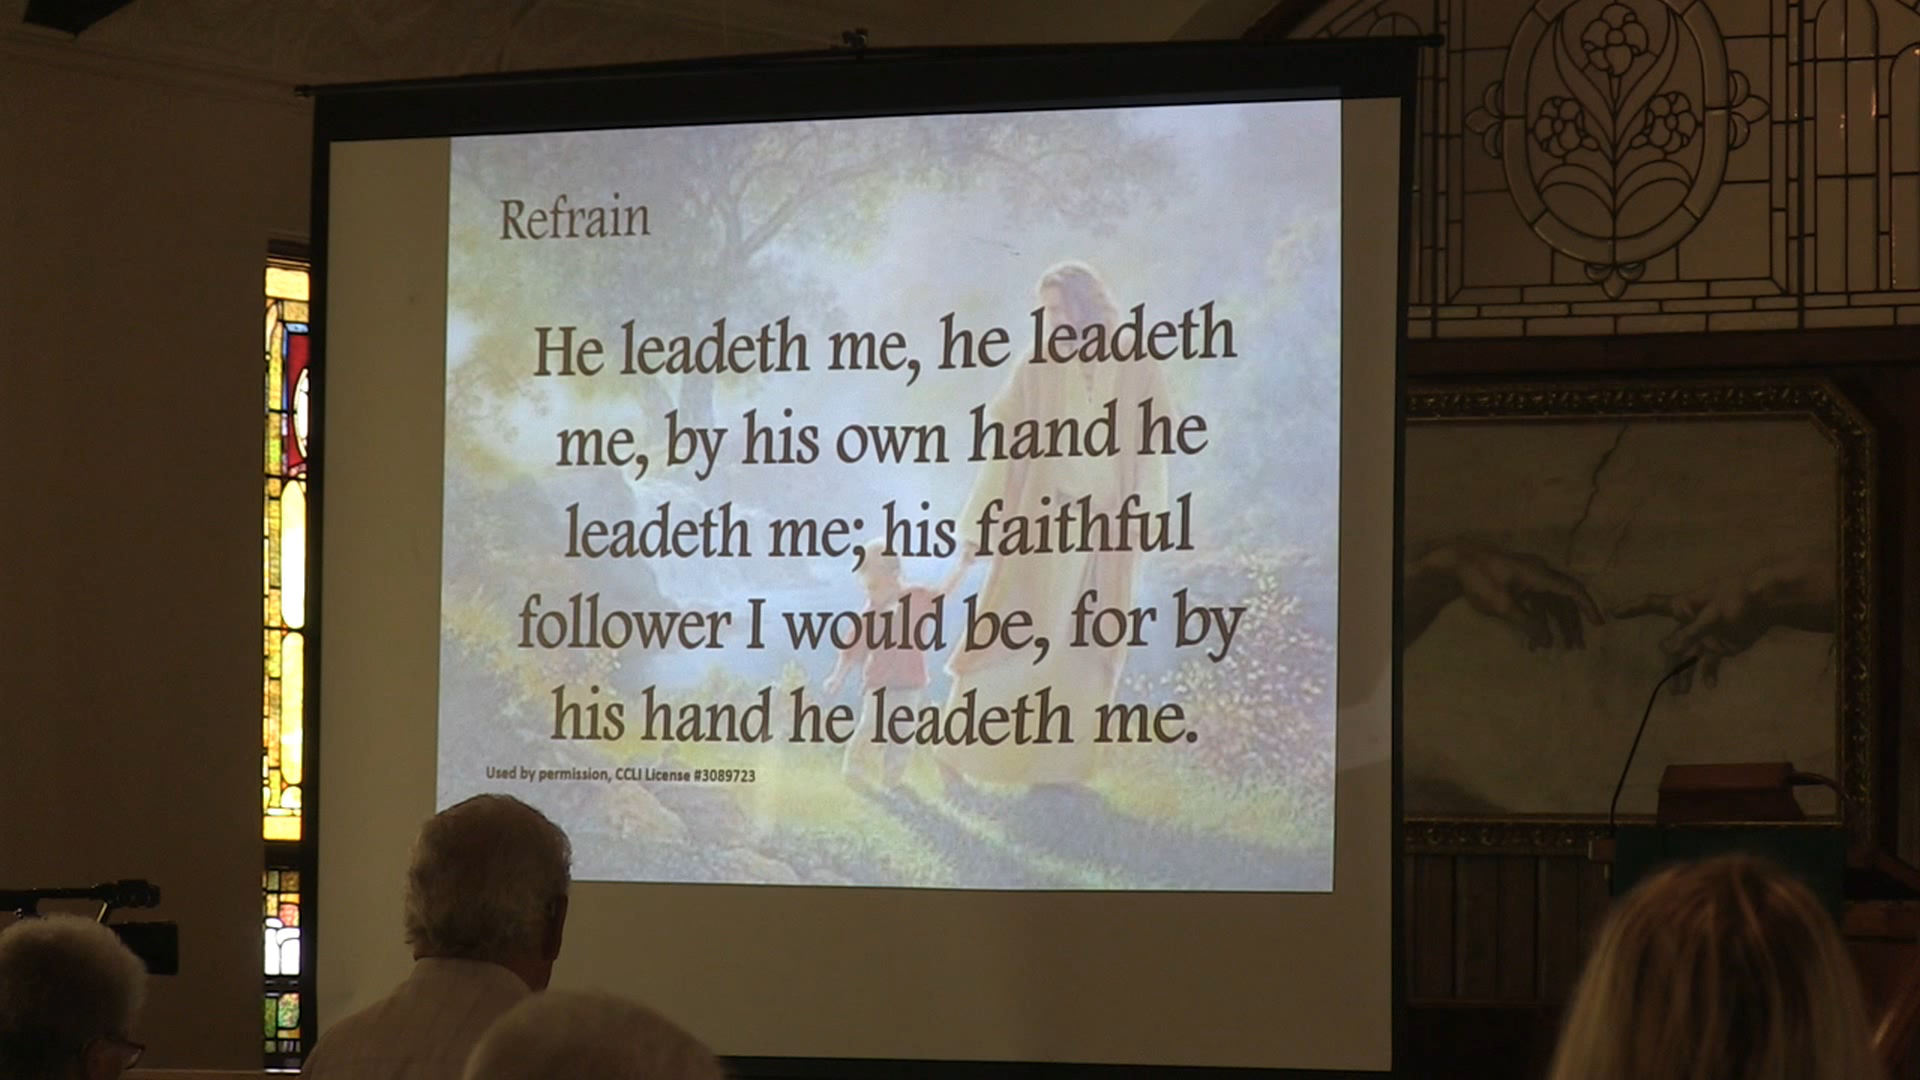 Refrain
He leadeth me, he leadeth
me, by his own hand he
leadeth me; his faithful
follower I would be, for by
his hand he leadeth me.
Used by permission, CCLI License #3089723